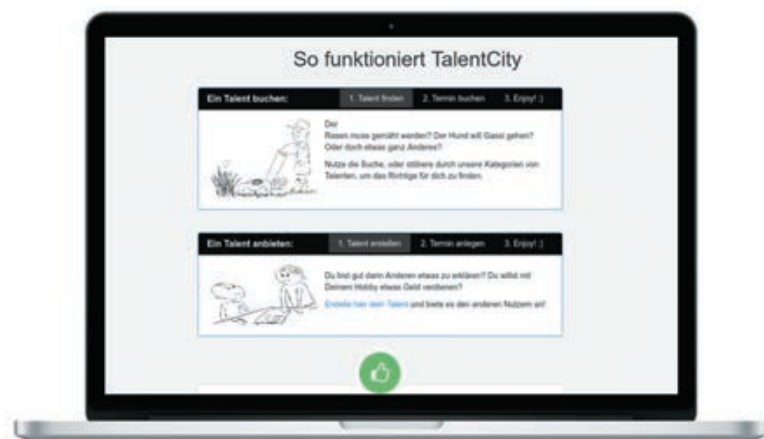 So funktioniert TalentCity
Ein Talent buchen: 1. Talent finden 2. Termin buchen 3. Enjoy! :)
Der
Rasen muss gemäht werden? Der Hund will Gassi gehen?
Oder doch etwas ganz Anderes?
Nutze die Suche, oder stöbere durch unsere Kategorien von
Talenten, um das Richtige für dich zu finden.
Ein Talent anbieten: 1. Talent erstellen 2. Termin anlegen 3. Enjoy! :)
Du bist gut darin Anderen etwas zu erklären? Du willst mit
Deinem Hobby etwas Geld verdienen?
Erstelle hier dein Talent und biete es den anderen Nutzern an!